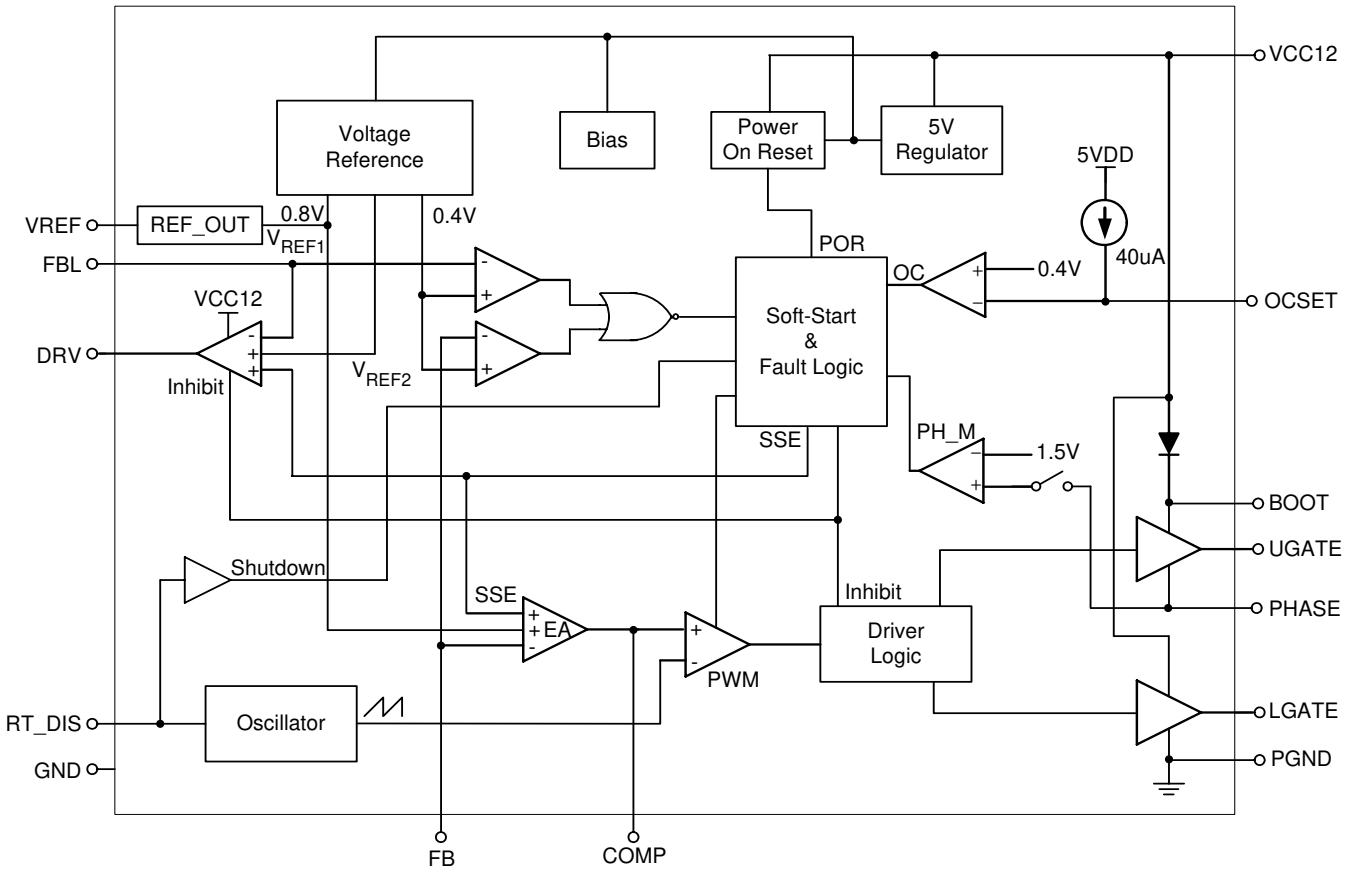 VCC12
Voltage
Reference
Bias
Power
On Reset
5V
Regulator
5VDD
40uA
VREF
REF_OUT
0.8V
VREF1
0.4V
FBL
VCC12
DRV
Inhibit
VREF2
-
+
+
-
+
-
+
POR
Soft-Start
&
Fault Logic
SSE
OC
+
0.4V
−
OCSET
PH_M
−
1.5V
+
BOOT
UGATE
PHASE
Shutdown
SSE
+
+
-
EA
+
-
PWM
Inhibit
Driver
Logic
RT_DIS
Oscillator
LGATE
GND
PGND
FB
COMP